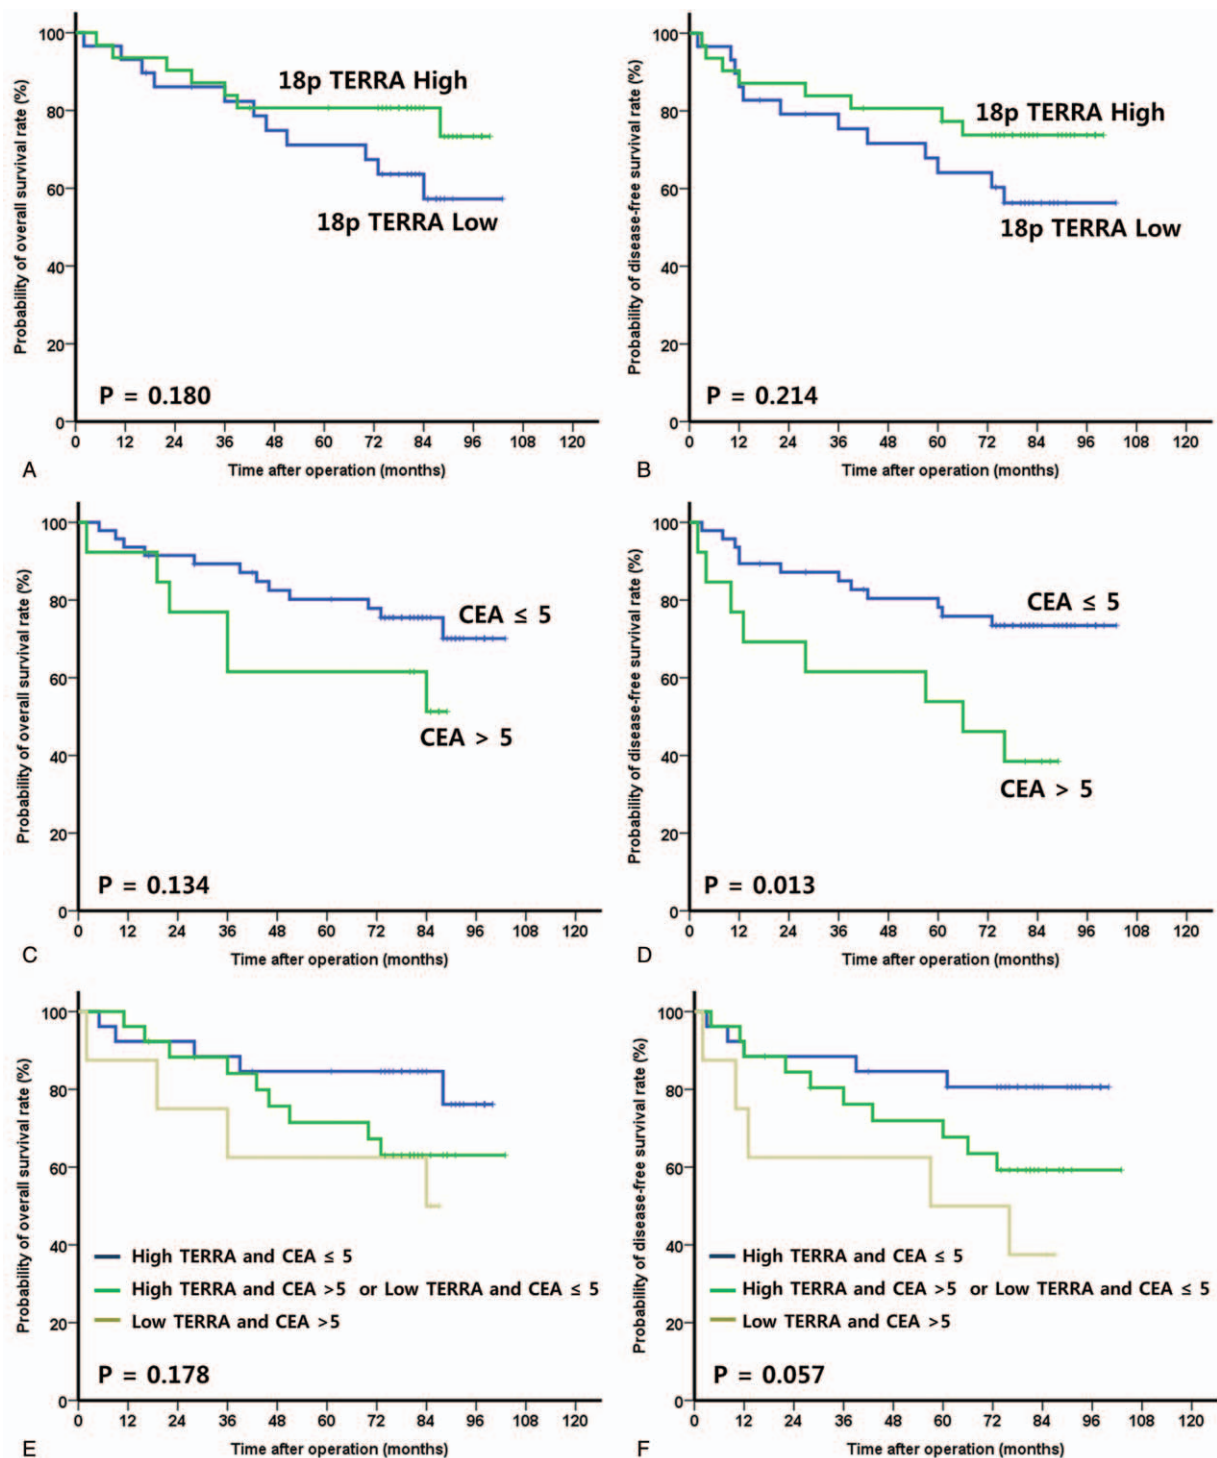 Probability of overall survival rate (%)
100
80
60
40
20
0
18p TERRA High
18p TERRA Low
P = 0.180
0 12 24 36 48 60 72 84 96 108 120
A
Time after operation (months)
Probability of disease-free survival rate (%)
100
80
60
40
20
0
18p TERRA High
18p TERRA Low
P = 0.214
0 12 24 36 48 60 72 84 96 108 120
B
Time after operation (months)
Probability of overall survival rate (%)
100
80
60
40
20
0
CEA ≤ 5
CEA > 5
P = 0.134
0 12 24 36 48 60 72 84 96 108 120
C
Time after operation (months)
Probability of disease-free survival rate (%)
100
80
60
40
20
0
CEA ≤ 5
CEA > 5
P = 0.013
0 12 24 36 48 60 72 84 96 108 120
D
Time after operation (months)
Probability of overall survival rate (%)
100
80
60
40
20
0
High TERRA and CEA ≤ 5
High TERRA and CEA >5 or Low TERRA and CEA ≤ 5
Low TERRA and CEA >5
P = 0.178
0 12 24 36 48 60 72 84 96 108 120
E
Time after operation (months)
Probability of disease-free survival rate (%)
100
80
60
40
20
0
High TERRA and CEA ≤ 5
High TERRA and CEA >5 or Low TERRA and CEA ≤ 5
Low TERRA and CEA >5
P = 0.057
0 12 24 36 48 60 72 84 96 108 120
F
Time after operation (months)